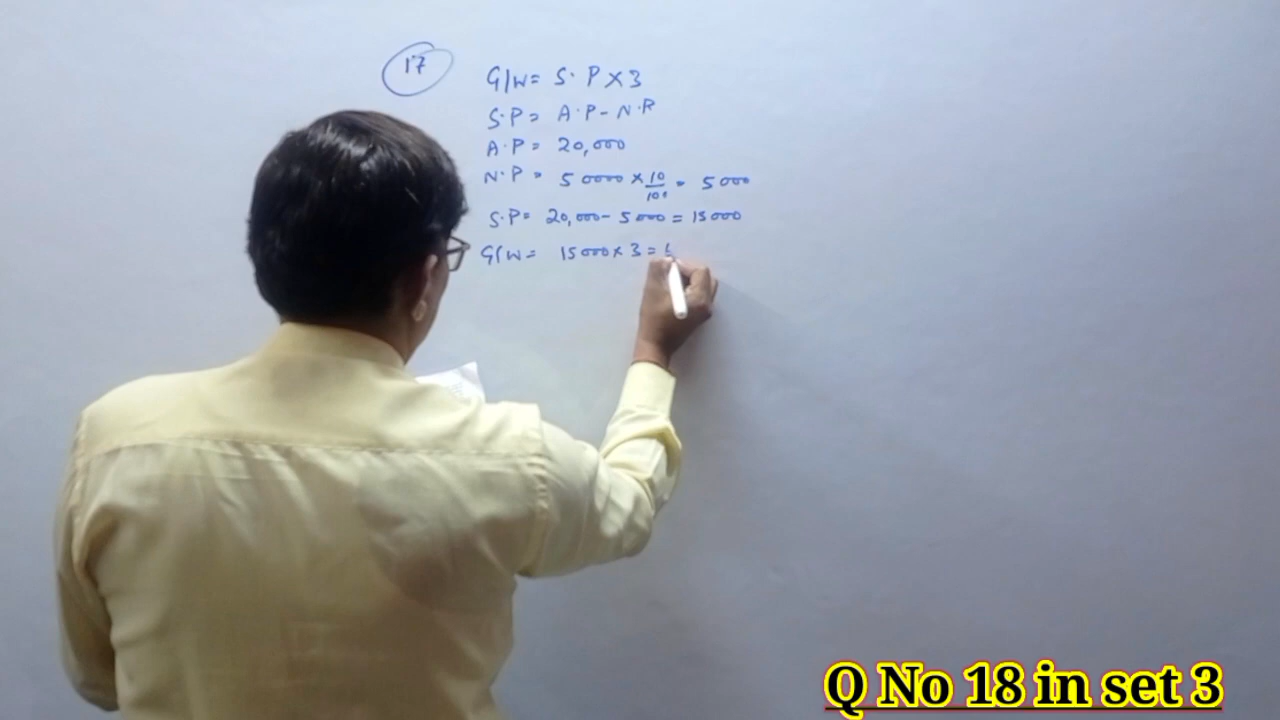 17
G/W = S.P X 3
S.P = A.P - N.P
A.P = 20,000
N.P = 50000 x 10/100 = 5000
S.P = 20,000 - 5000 = 15000
G/W = 15000 x 3 =
Q No 18 in set 3